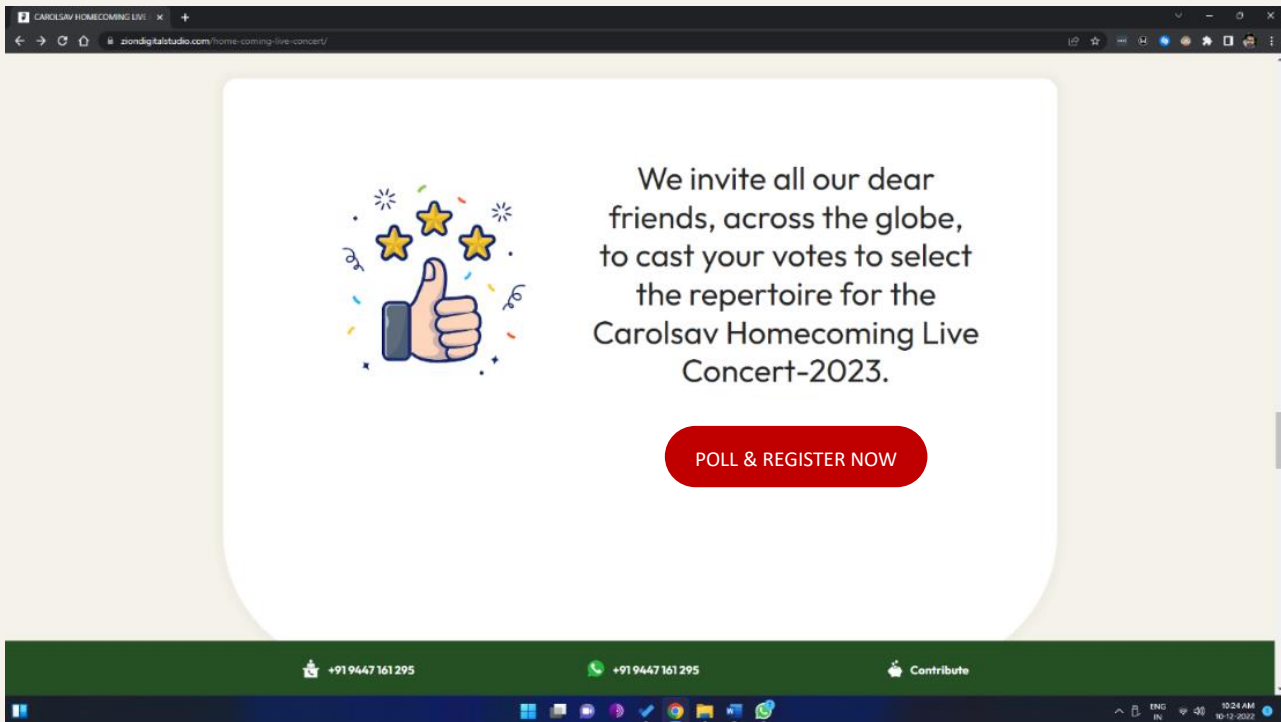 CAROLSAV HOMECOMING LIVE
ziondigitalstudio.com/home-coming-live-concert/
We invite all our dear
friends, across the globe,
to cast your votes to select
the repertoire for the
Carolsav Homecoming Live
Concert-2023.
POLL & REGISTER NOW
+91 9447 161 295
+91 9447 161 295
Contribute
ENG
IN
10:24 AM
10-12-2022